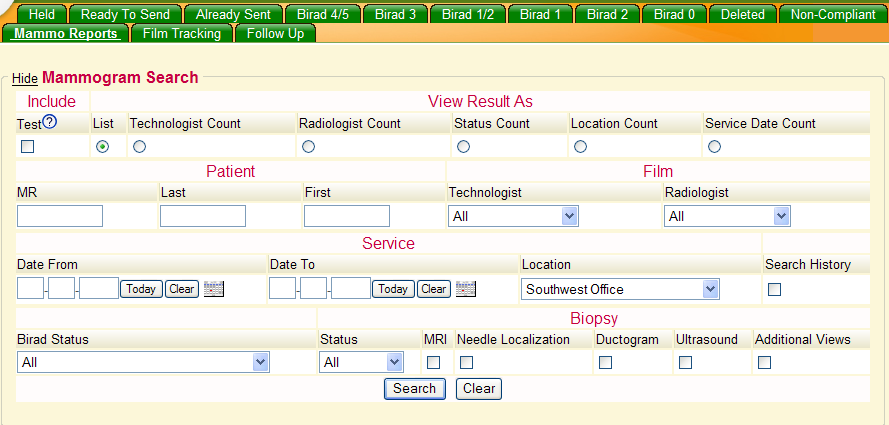 Held Ready To Send Already Sent Birad 4/5 Birad 3 Birad 1/2 Birad 1 Birad 2 Birad 0 Deleted Non-Compliant
Mammo Reports Film Tracking Follow Up
Hide Mammogram Search
Include View Result As
Test? List Technologist Count Radiologist Count Status Count Location Count Service Date Count
Patient Film
MR Last First Technologist Radiologist
All All
Service
Date From Date To Location Search History
- - Today Clear - - Today Clear Southwest Office
Biopsy
Birad Status Status MRI Needle Localization Ductogram Ultrasound Additional Views
All All
Search Clear